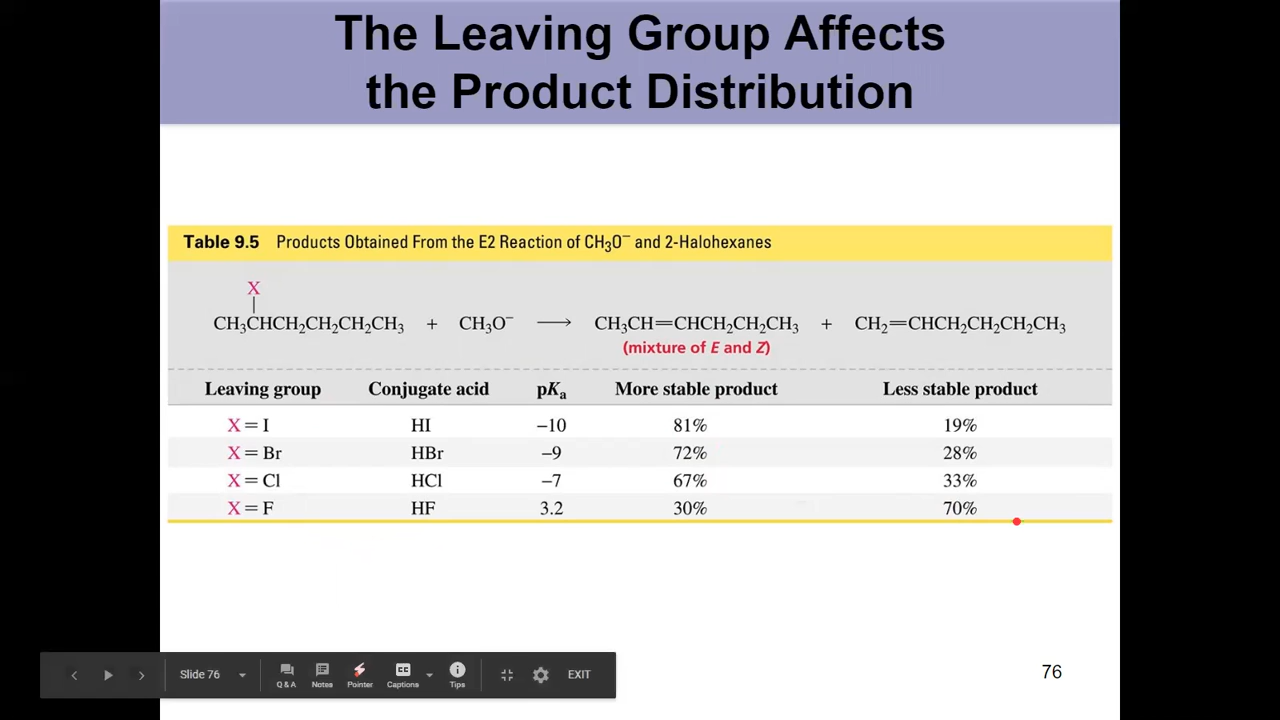 The Leaving Group Affects
the Product Distribution
Table 9.5 Products Obtained From the E2 Reaction of CH₃O⁻ and 2-Halohexanes
X
CH₃CHCH₂CH₂CH₂CH₃ + CH₃O⁻ ⟶ CH₃CH=CHCH₂CH₂CH₃ + CH₂=CHCH₂CH₂CH₂CH₃
(mixture of E and Z)
Leaving group Conjugate acid pKₐ More stable product Less stable product
X = I HI −10 81% 19%
X = Br HBr −9 72% 28%
X = Cl HCl −7 67% 33%
X = F HF 3.2 30% 70%
76
Slide 76 Q & A Notes Pointer CC Captions Tips EXIT